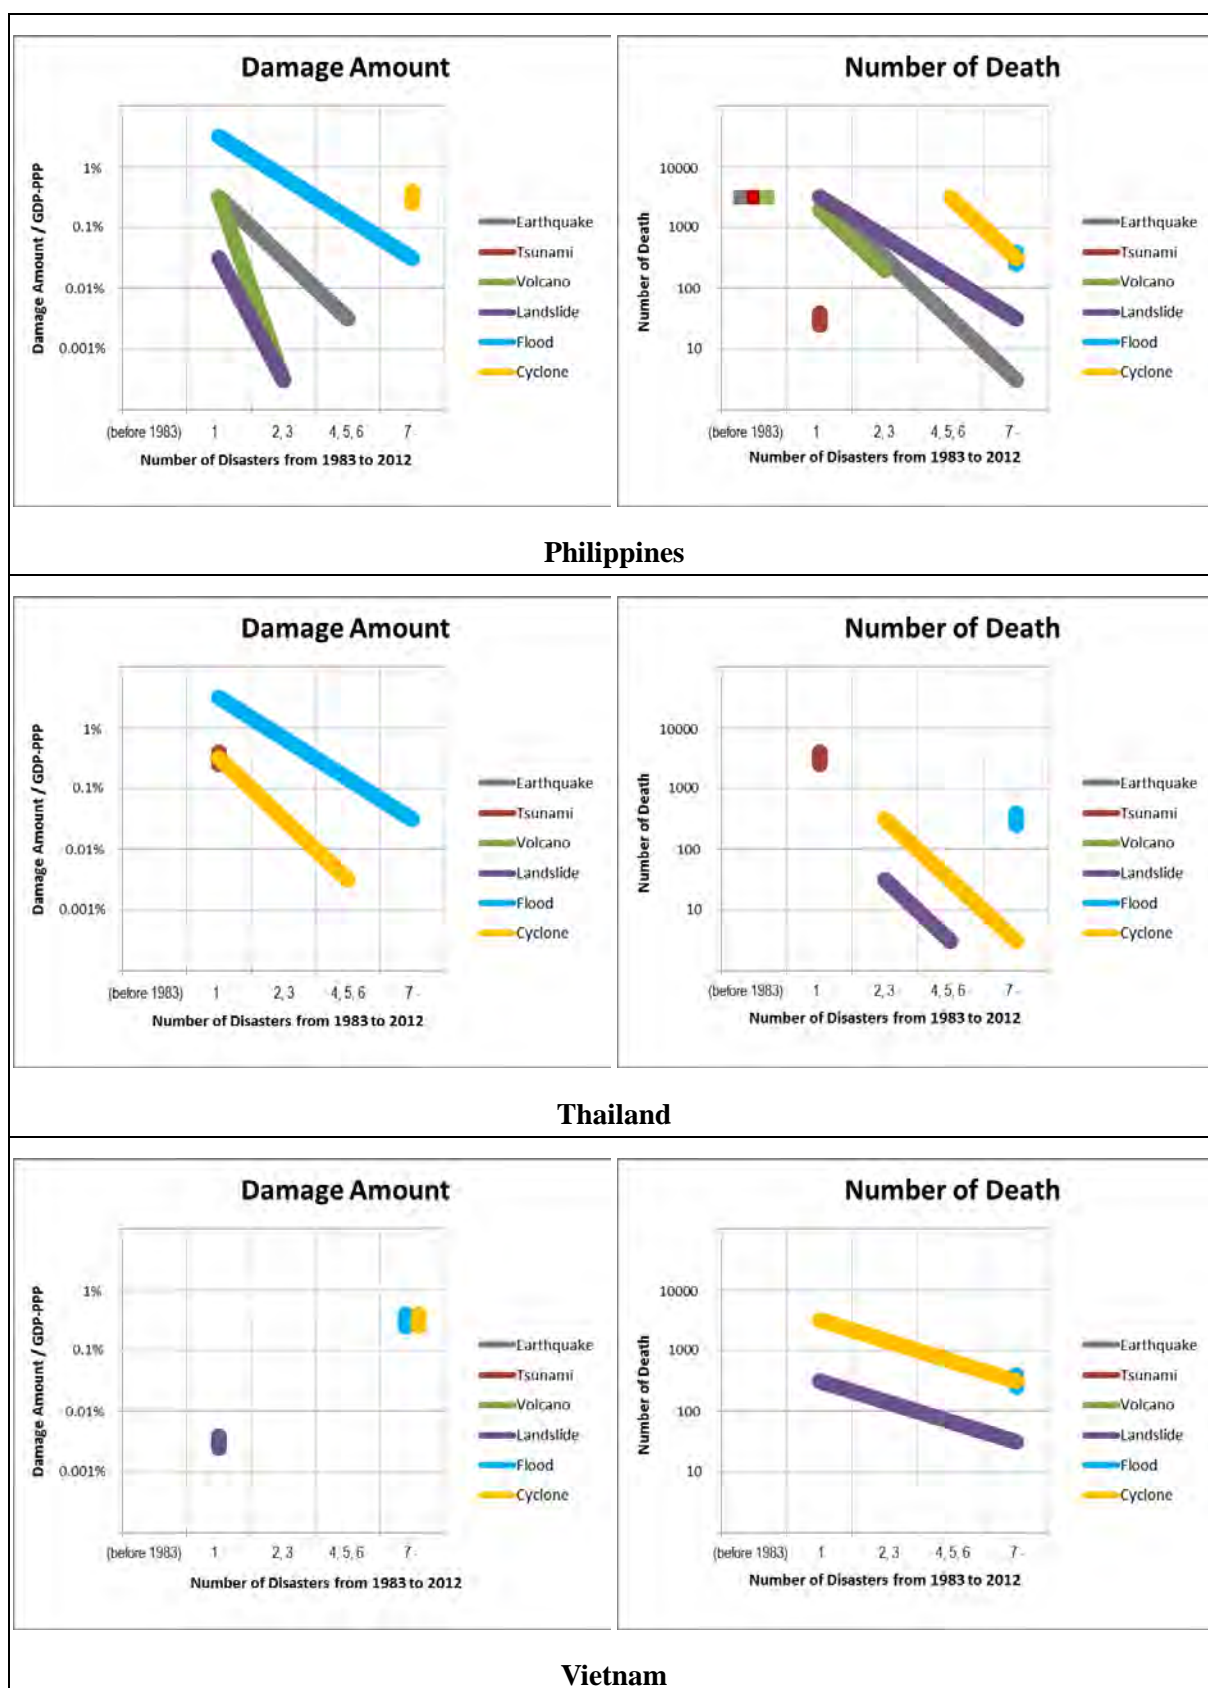 Damage Amount
Damage Amount / GDP-PPP
1%
0.1%
0.01%
0.001%
(before 1983) 1 2, 3 4, 5, 6 7 -
Number of Disasters from 1983 to 2012
Earthquake
Tsunami
Volcano
Landslide
Flood
Cyclone
Number of Death
Number of Death
10000
1000
100
10
(before 1983) 1 2, 3 4, 5, 6 7 -
Number of Disasters from 1983 to 2012
Earthquake
Tsunami
Volcano
Landslide
Flood
Cyclone
Philippines
Damage Amount
Damage Amount / GDP-PPP
1%
0.1%
0.01%
0.001%
(before 1983) 1 2, 3 4, 5, 6 7 -
Number of Disasters from 1983 to 2012
Earthquake
Tsunami
Volcano
Landslide
Flood
Cyclone
Number of Death
Number of Death
10000
1000
100
10
(before 1983) 1 2, 3 4, 5, 6 7 -
Number of Disasters from 1983 to 2012
Earthquake
Tsunami
Volcano
Landslide
Flood
Cyclone
Thailand
Damage Amount
Damage Amount / GDP-PPP
1%
0.1%
0.01%
0.001%
(before 1983) 1 2, 3 4, 5, 6 7 -
Number of Disasters from 1983 to 2012
Earthquake
Tsunami
Volcano
Landslide
Flood
Cyclone
Number of Death
Number of Death
10000
1000
100
10
(before 1983) 1 2, 3 4, 5, 6 7 -
Number of Disasters from 1983 to 2012
Earthquake
Tsunami
Volcano
Landslide
Flood
Cyclone
Vietnam